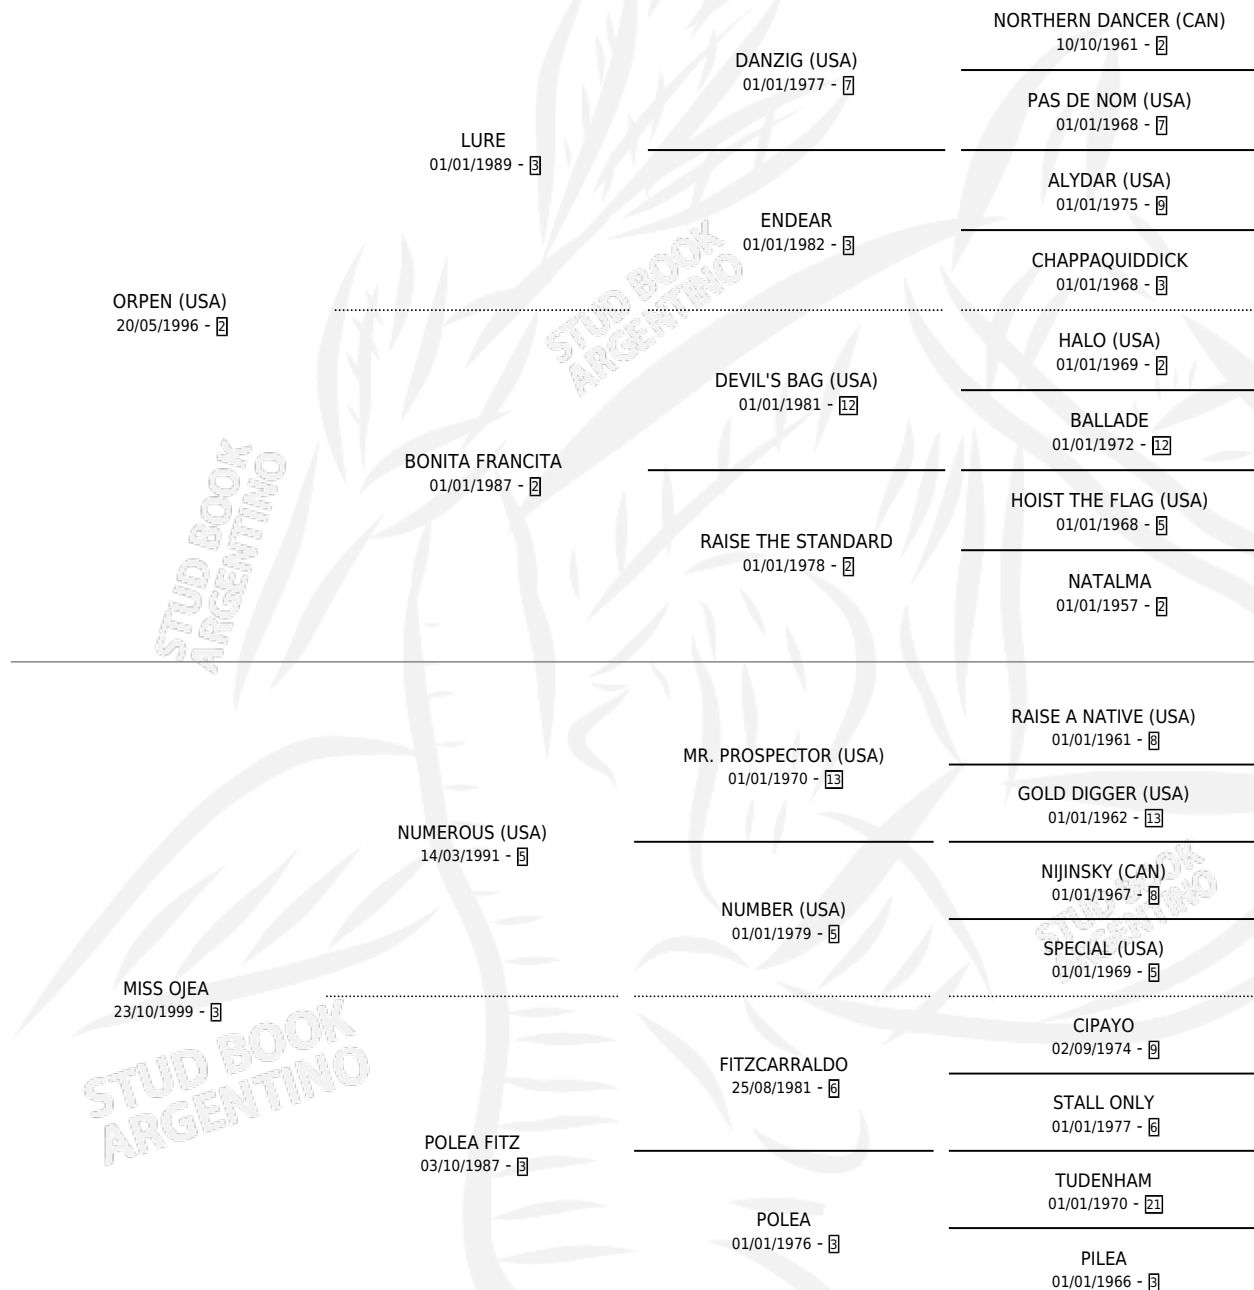 NORTHERN DANCER (CAN)
10/10/1961 - 2
DANZIG (USA)
01/01/1977 - 7
PAS DE NOM (USA)
01/01/1968 - 7
LURE
01/01/1989 - 3
ALYDAR (USA)
01/01/1975 - 9
ENDEAR
01/01/1982 - 3
CHAPPAQUIDDICK
01/01/1968 - 3
ORPEN (USA)
20/05/1996 - 2
HALO (USA)
01/01/1969 - 2
DEVIL'S BAG (USA)
01/01/1981 - 12
BALLADE
01/01/1972 - 12
BONITA FRANCITA
01/01/1987 - 2
HOIST THE FLAG (USA)
01/01/1968 - 5
RAISE THE STANDARD
01/01/1978 - 2
NATALMA
01/01/1957 - 2
RAISE A NATIVE (USA)
01/01/1961 - 8
MR. PROSPECTOR (USA)
01/01/1970 - 13
GOLD DIGGER (USA)
01/01/1962 - 13
NUMEROUS (USA)
14/03/1991 - 5
NIJINSKY (CAN)
01/01/1967 - 8
NUMBER (USA)
01/01/1979 - 5
SPECIAL (USA)
01/01/1969 - 5
MISS OJEA
23/10/1999 - 3
CIPAYO
02/09/1974 - 9
FITZCARRALDO
25/08/1981 - 6
STALL ONLY
01/01/1977 - 6
POLEA FITZ
03/10/1987 - 3
TUDENHAM
01/01/1970 - 21
POLEA
01/01/1976 - 3
PILEA
01/01/1966 - 3
STUD BOOK
ARGENTINO
STUD BOOK
ARGENTINO
STUD BOOK
ARGENTINO
STUD BOOK
ARGENTINO